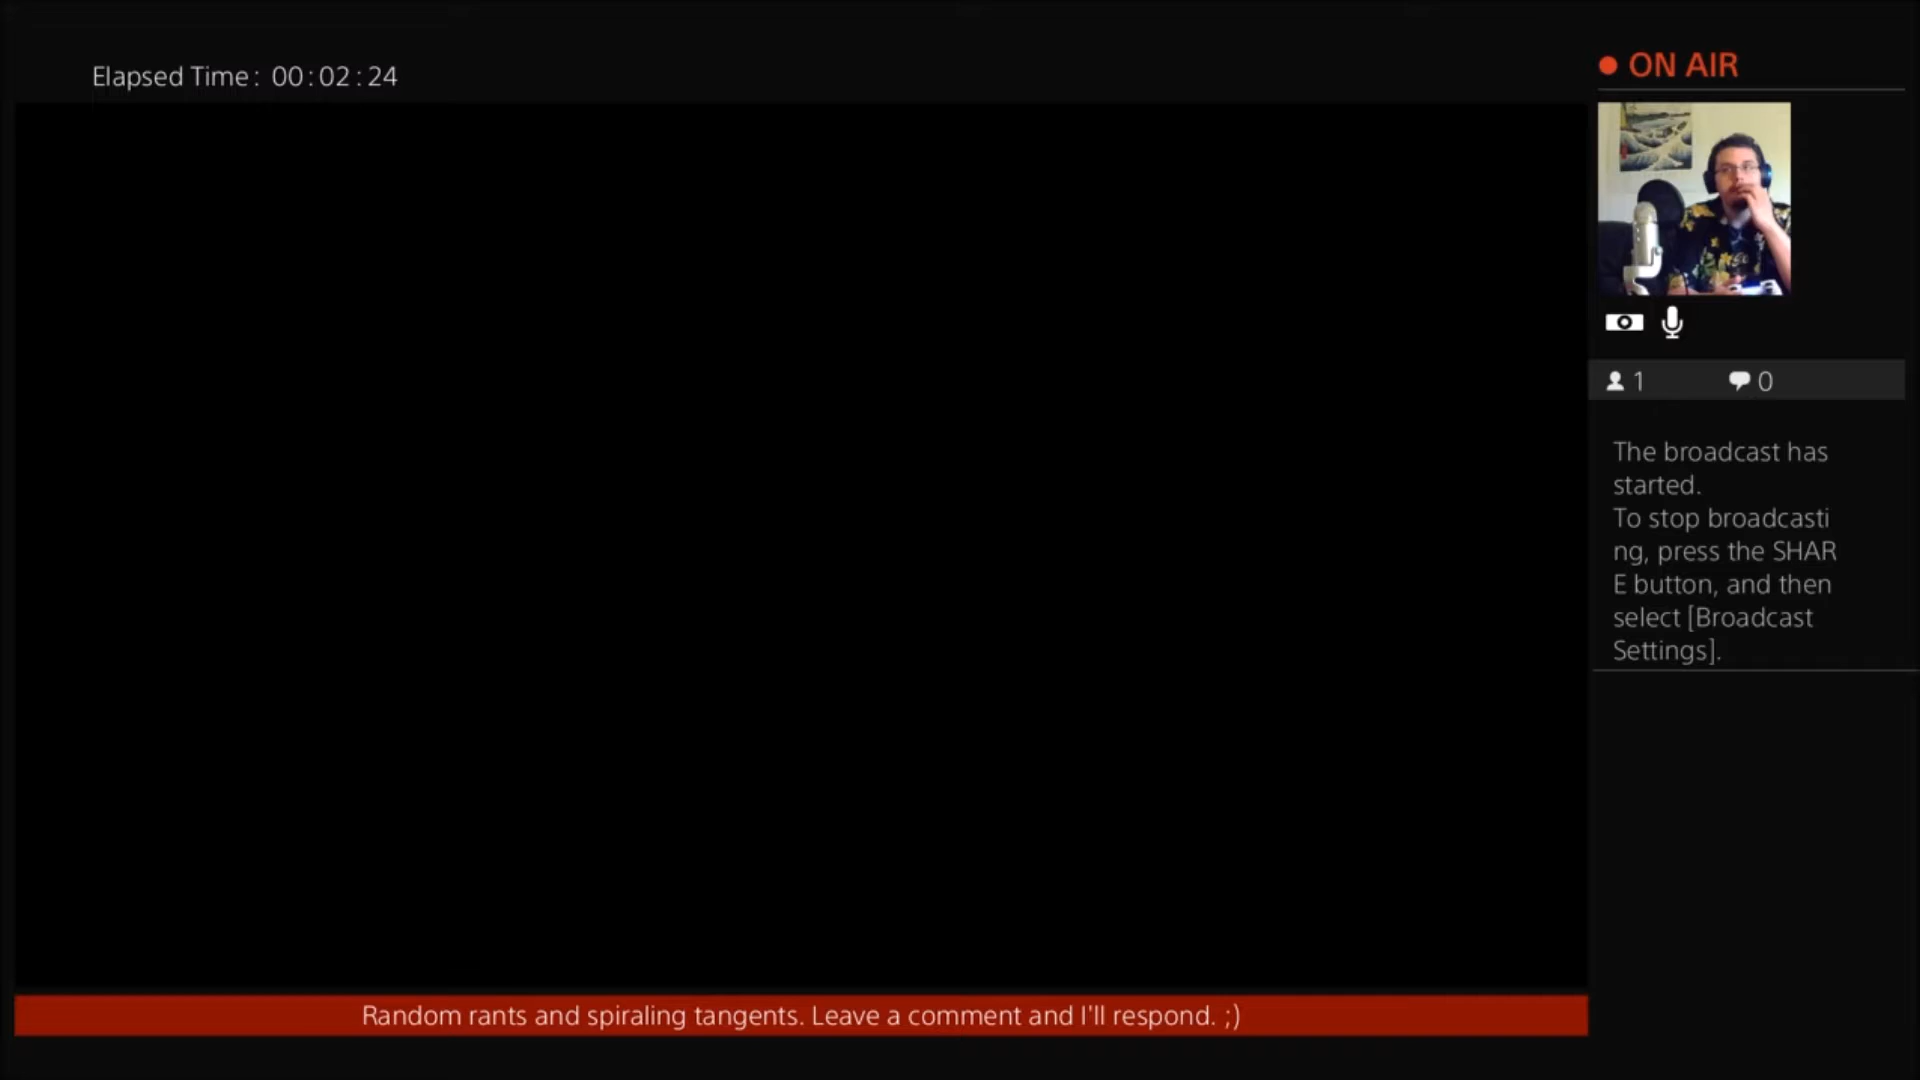 Elapsed Time: 00:02:24
ON AIR
1 0
The broadcast has
started.
To stop broadcasti
ng, press the SHAR
E button, and then
select [Broadcast
Settings].
Random rants and spiraling tangents. Leave a comment and I'll respond. ;)